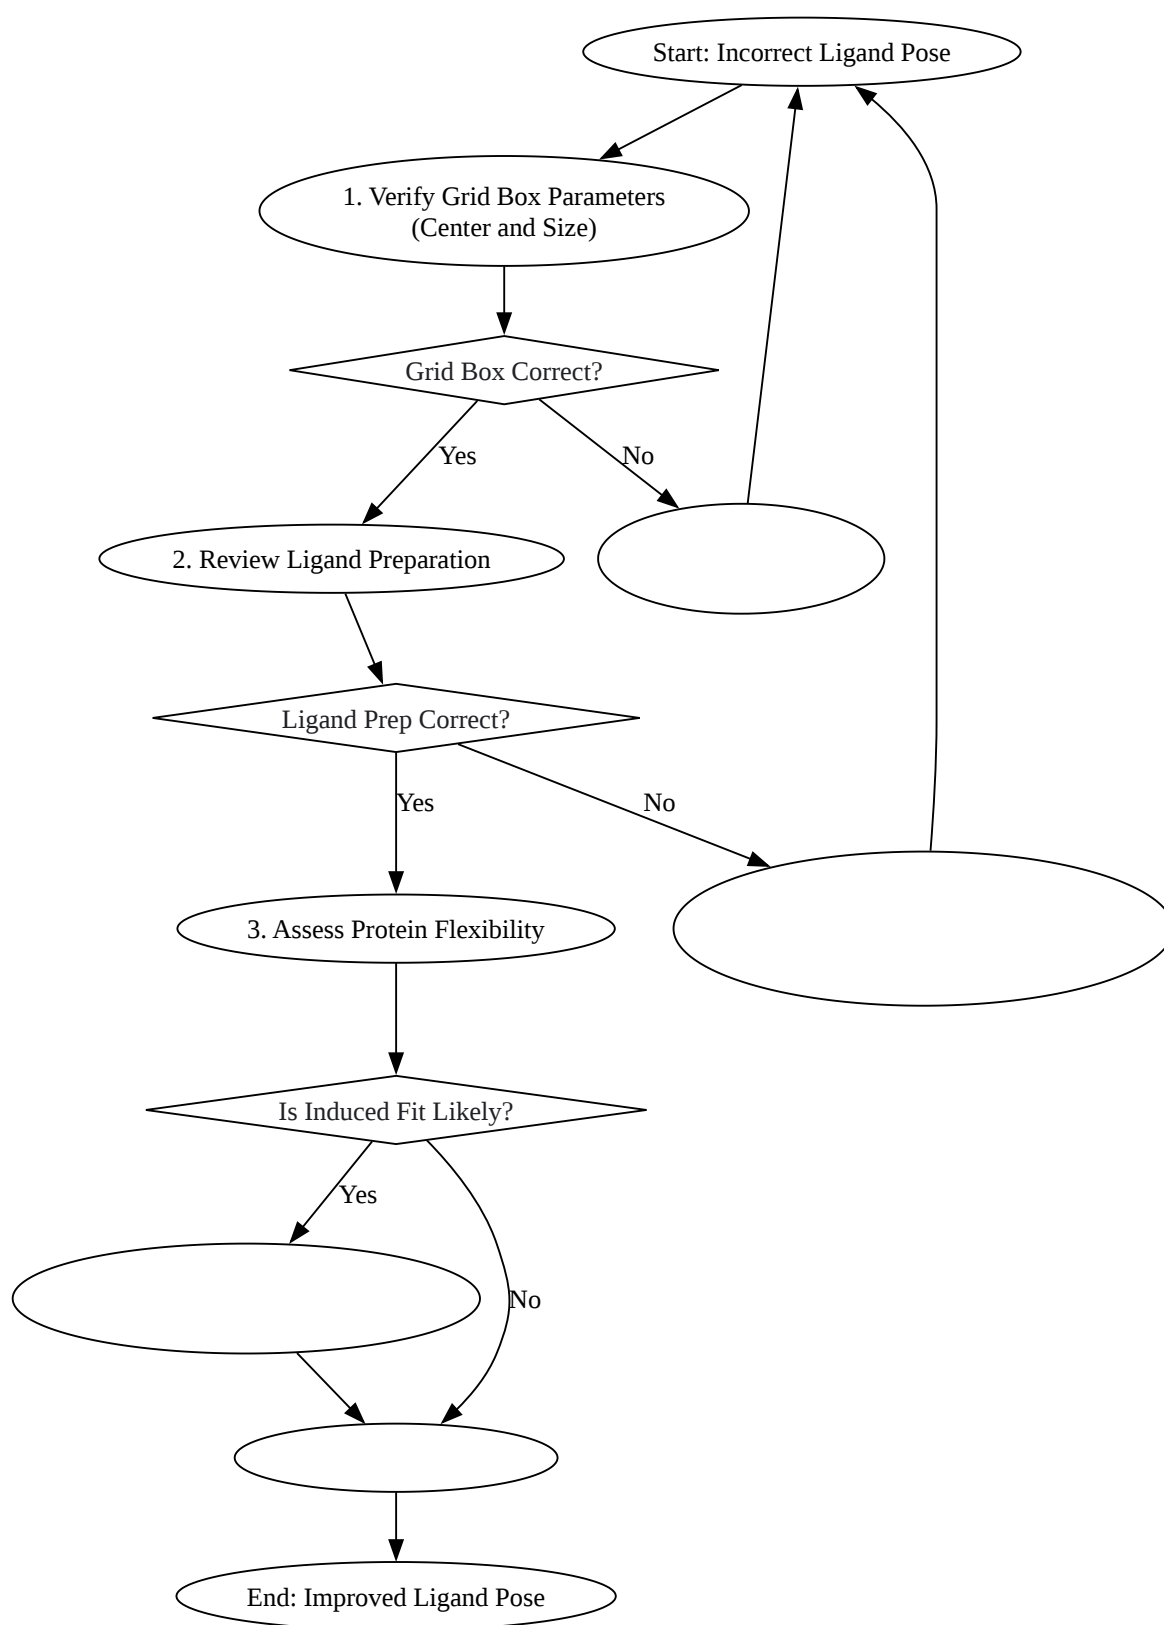 Start: Incorrect Ligand Pose
1. Verify Grid Box Parameters
(Center and Size)
Grid Box Correct?
Yes
No
2. Review Ligand Preparation
Ligand Prep Correct?
Yes
No
3. Assess Protein Flexibility
Is Induced Fit Likely?
Yes
No
End: Improved Ligand Pose